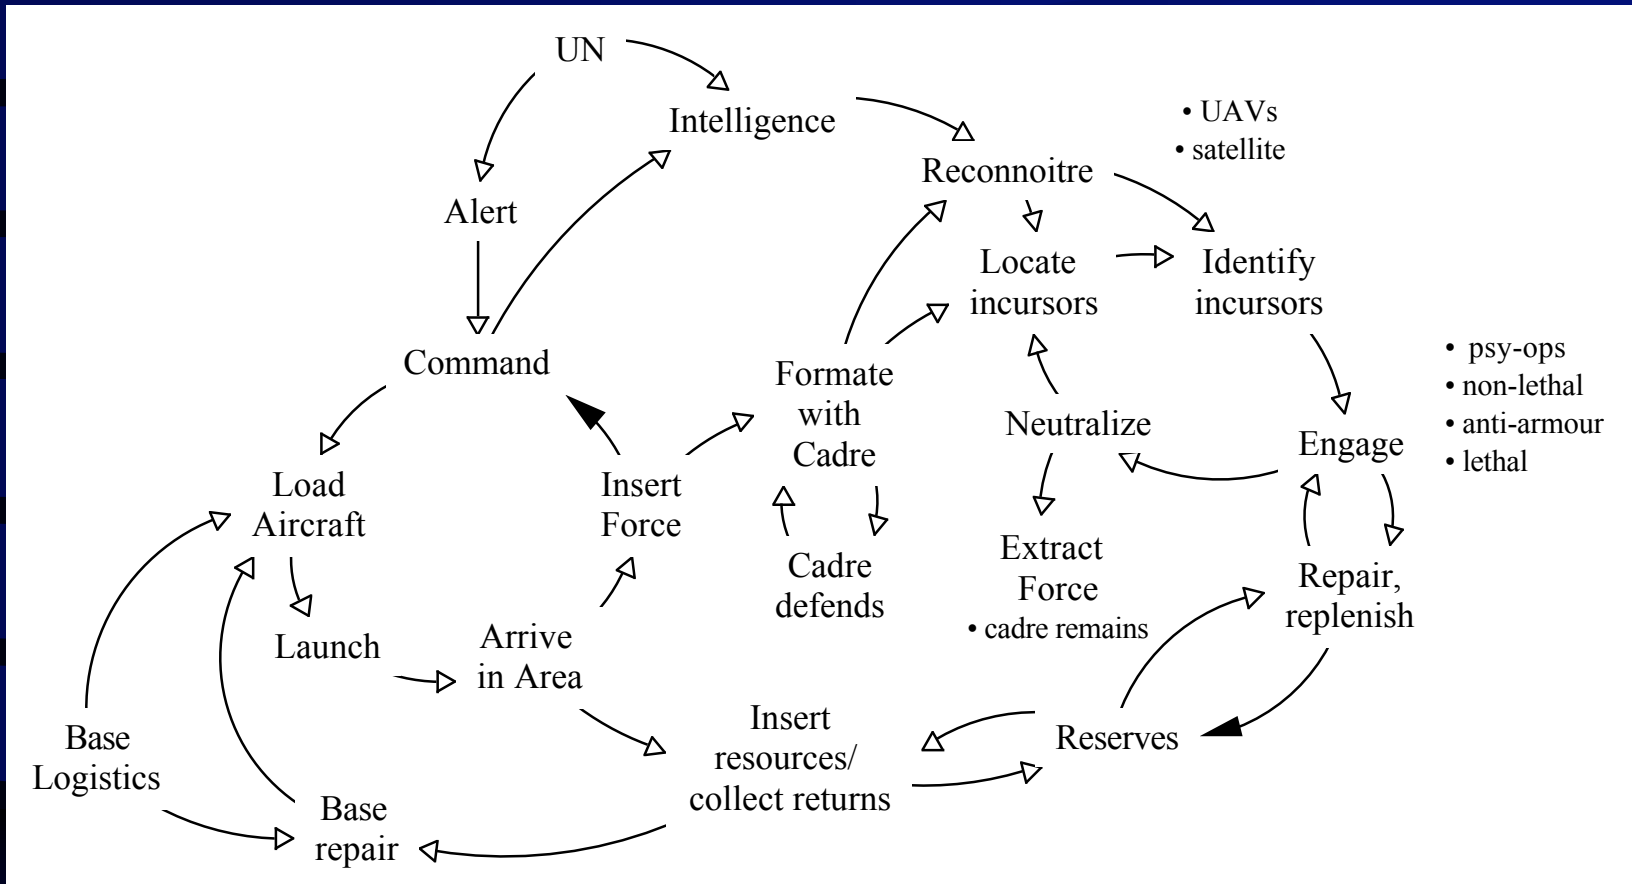 UN
Intelligence
• UAVs
• satellite
Reconnoitre
Alert
Locate
incursors
Identify
incursors
Command
• psy-ops
• non-lethal
• anti-armour
• lethal
Formate
with
Cadre
Neutralize
Engage
Load
Aircraft
Insert
Force
Cadre
defends
Extract
Force
• cadre remains
Repair,
replenish
Launch
Arrive
in Area
Base
Logistics
Insert
resources/
collect returns
Reserves
Base
repair